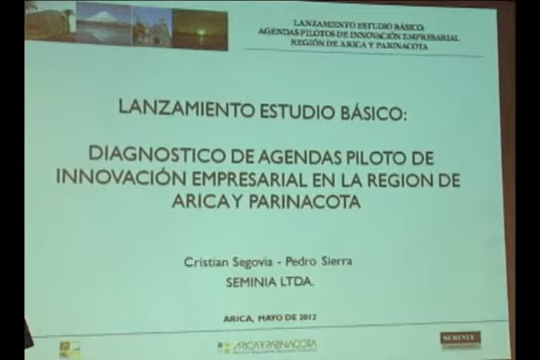 LANZAMIENTO ESTUDIO BÁSICO:
AGENDAS PILOTOS DE INNOVACIÓN EMPRESARIAL
REGIÓN DE ARICA Y PARINACOTA
LANZAMIENTO ESTUDIO BÁSICO:
DIAGNOSTICO DE AGENDAS PILOTO DE
INNOVACIÓN EMPRESARIAL EN LA REGION DE
ARICA Y PARINACOTA
Cristian Segovia - Pedro Sierra
SEMINIA LTDA.
ARICA, MAYO DE 2012
ARICA Y PARINACOTA
SEMINIA